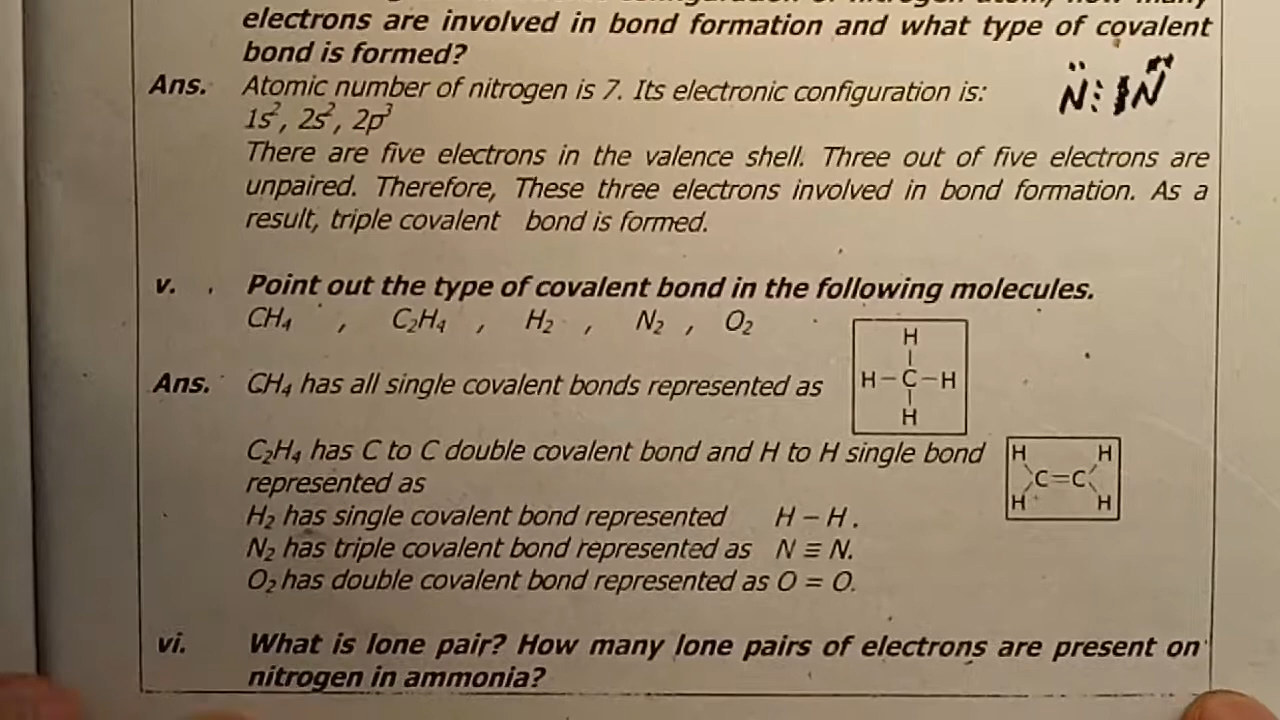 electrons are involved in bond formation and what type of covalent
bond is formed?
Ans. Atomic number of nitrogen is 7. Its electronic configuration is:
1s², 2s², 2p³
N N
There are five electrons in the valence shell. Three out of five electrons are
unpaired. Therefore, These three electrons involved in bond formation. As a
result, triple covalent bond is formed.
v. Point out the type of covalent bond in the following molecules.
CH₄ , C₂H₄ , H₂ , N₂ , O₂
Ans. CH₄ has all single covalent bonds represented as
H
H–C–H
H
C₂H₄ has C to C double covalent bond and H to H single bond
represented as
H H
C=C
H H
H₂ has single covalent bond represented H – H.
N₂ has triple covalent bond represented as N ≡ N.
O₂ has double covalent bond represented as O = O.
vi. What is lone pair? How many lone pairs of electrons are present on
nitrogen in ammonia?